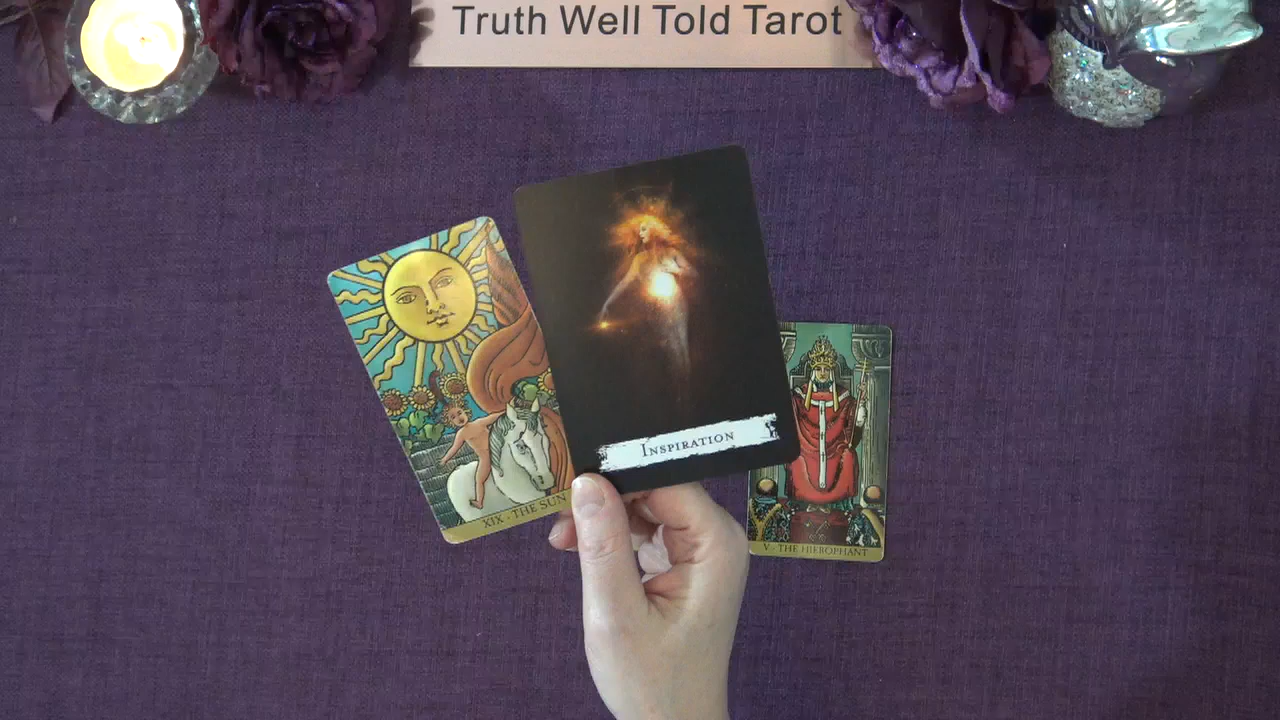 Truth Well Told Tarot
INSPIRATION
XIX - THE SUN
V - THE HIEROPHANT